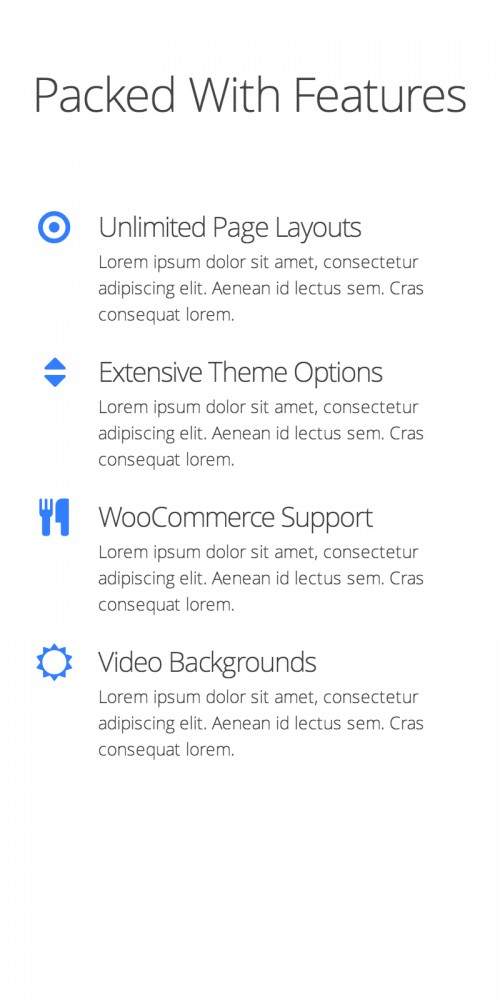 Packed With Features
Unlimited Page Layouts
Lorem ipsum dolor sit amet, consectetur
adipiscing elit. Aenean id lectus sem. Cras
consequat lorem.
Extensive Theme Options
Lorem ipsum dolor sit amet, consectetur
adipiscing elit. Aenean id lectus sem. Cras
consequat lorem.
WooCommerce Support
Lorem ipsum dolor sit amet, consectetur
adipiscing elit. Aenean id lectus sem. Cras
consequat lorem.
Video Backgrounds
Lorem ipsum dolor sit amet, consectetur
adipiscing elit. Aenean id lectus sem. Cras
consequat lorem.